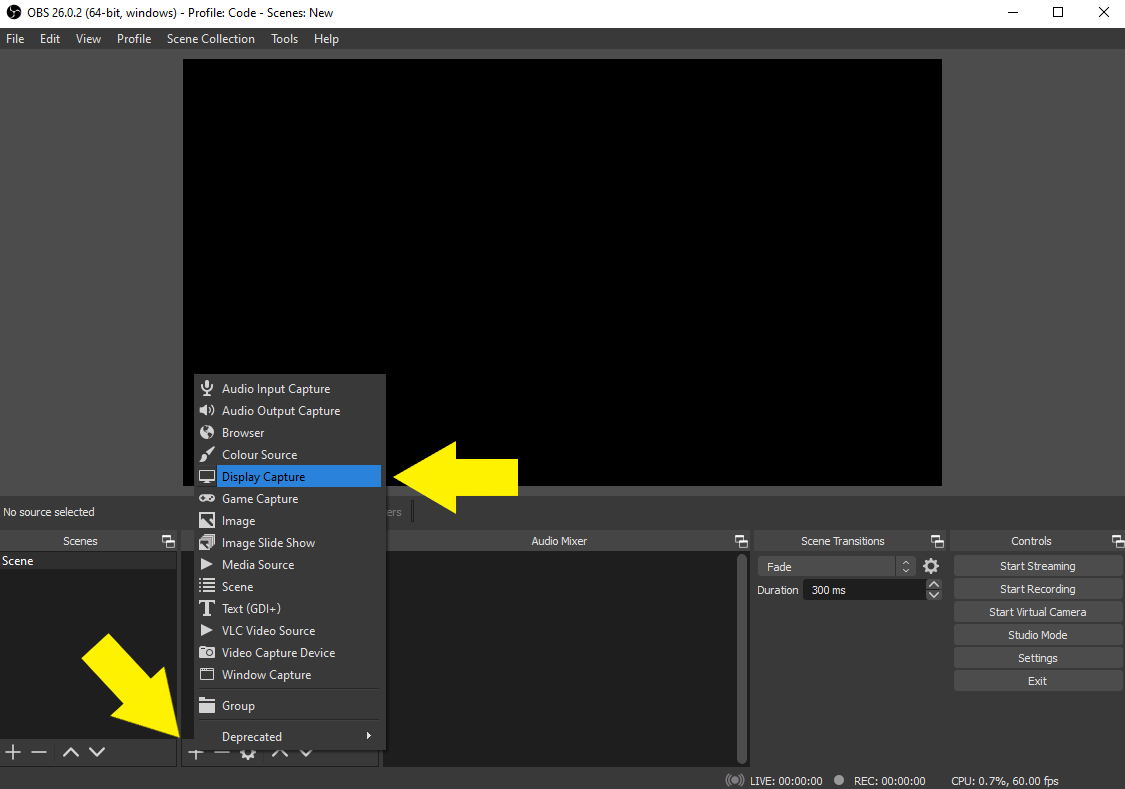 OBS 26.0.2 (64-bit, windows) - Profile: Code - Scenes: New
File Edit View Profile Scene Collection Tools Help
Audio Input Capture
Audio Output Capture
Browser
Colour Source
Display Capture
Game Capture
Image
Image Slide Show
Media Source
Scene
Text (GDI+)
VLC Video Source
Video Capture Device
Window Capture
Group
Deprecated
No source selected
Scenes
Scene
Audio Mixer
Scene Transitions
Fade
Duration 300 ms
Controls
Start Streaming
Start Recording
Start Virtual Camera
Studio Mode
Settings
Exit
LIVE: 00:00:00 REC: 00:00:00 CPU: 0.7%, 60.00 fps